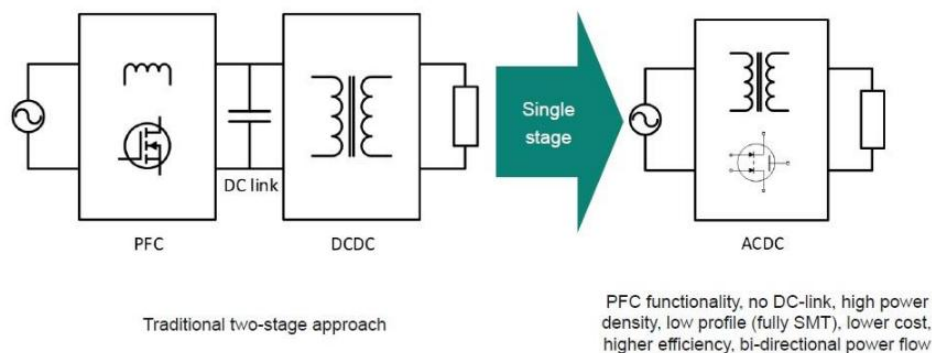 Single
stage
DC link
PFC
DCDC
ACDC
Traditional two-stage approach
PFC functionality, no DC-link, high power
density, low profile (fully SMT), lower cost,
higher efficiency, bi-directional power flow